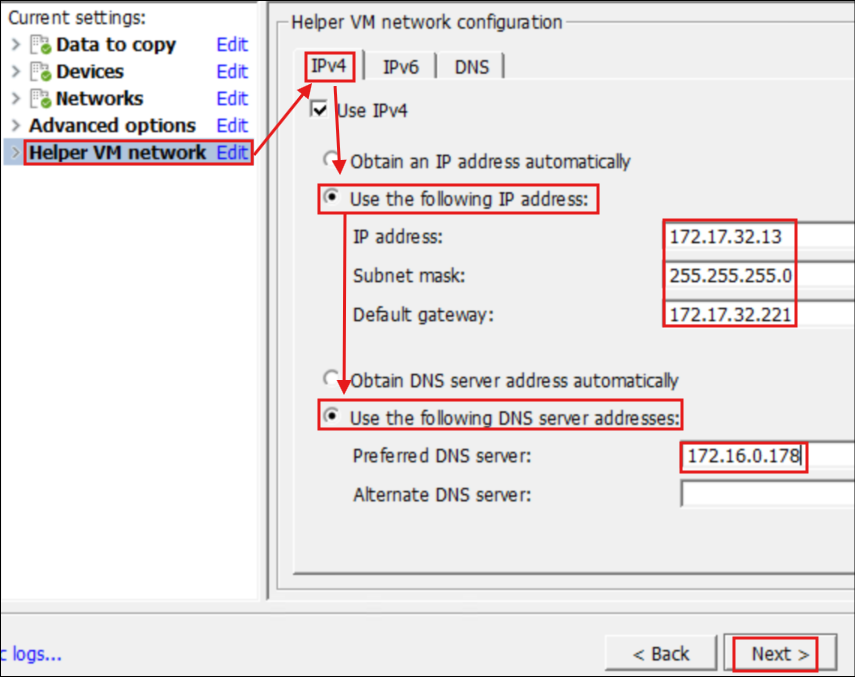 Current settings:
Data to copy Edit
Devices Edit
Networks Edit
Advanced options Edit
Helper VM network Edit
Helper VM network configuration
IPv4 IPv6 DNS
Use IPv4
Obtain an IP address automatically
Use the following IP address:
IP address: 172.17.32.13
Subnet mask: 255.255.255.0
Default gateway: 172.17.32.221
Obtain DNS server address automatically
Use the following DNS server addresses:
Preferred DNS server: 172.16.0.178
Alternate DNS server:
c logs...
< Back Next >